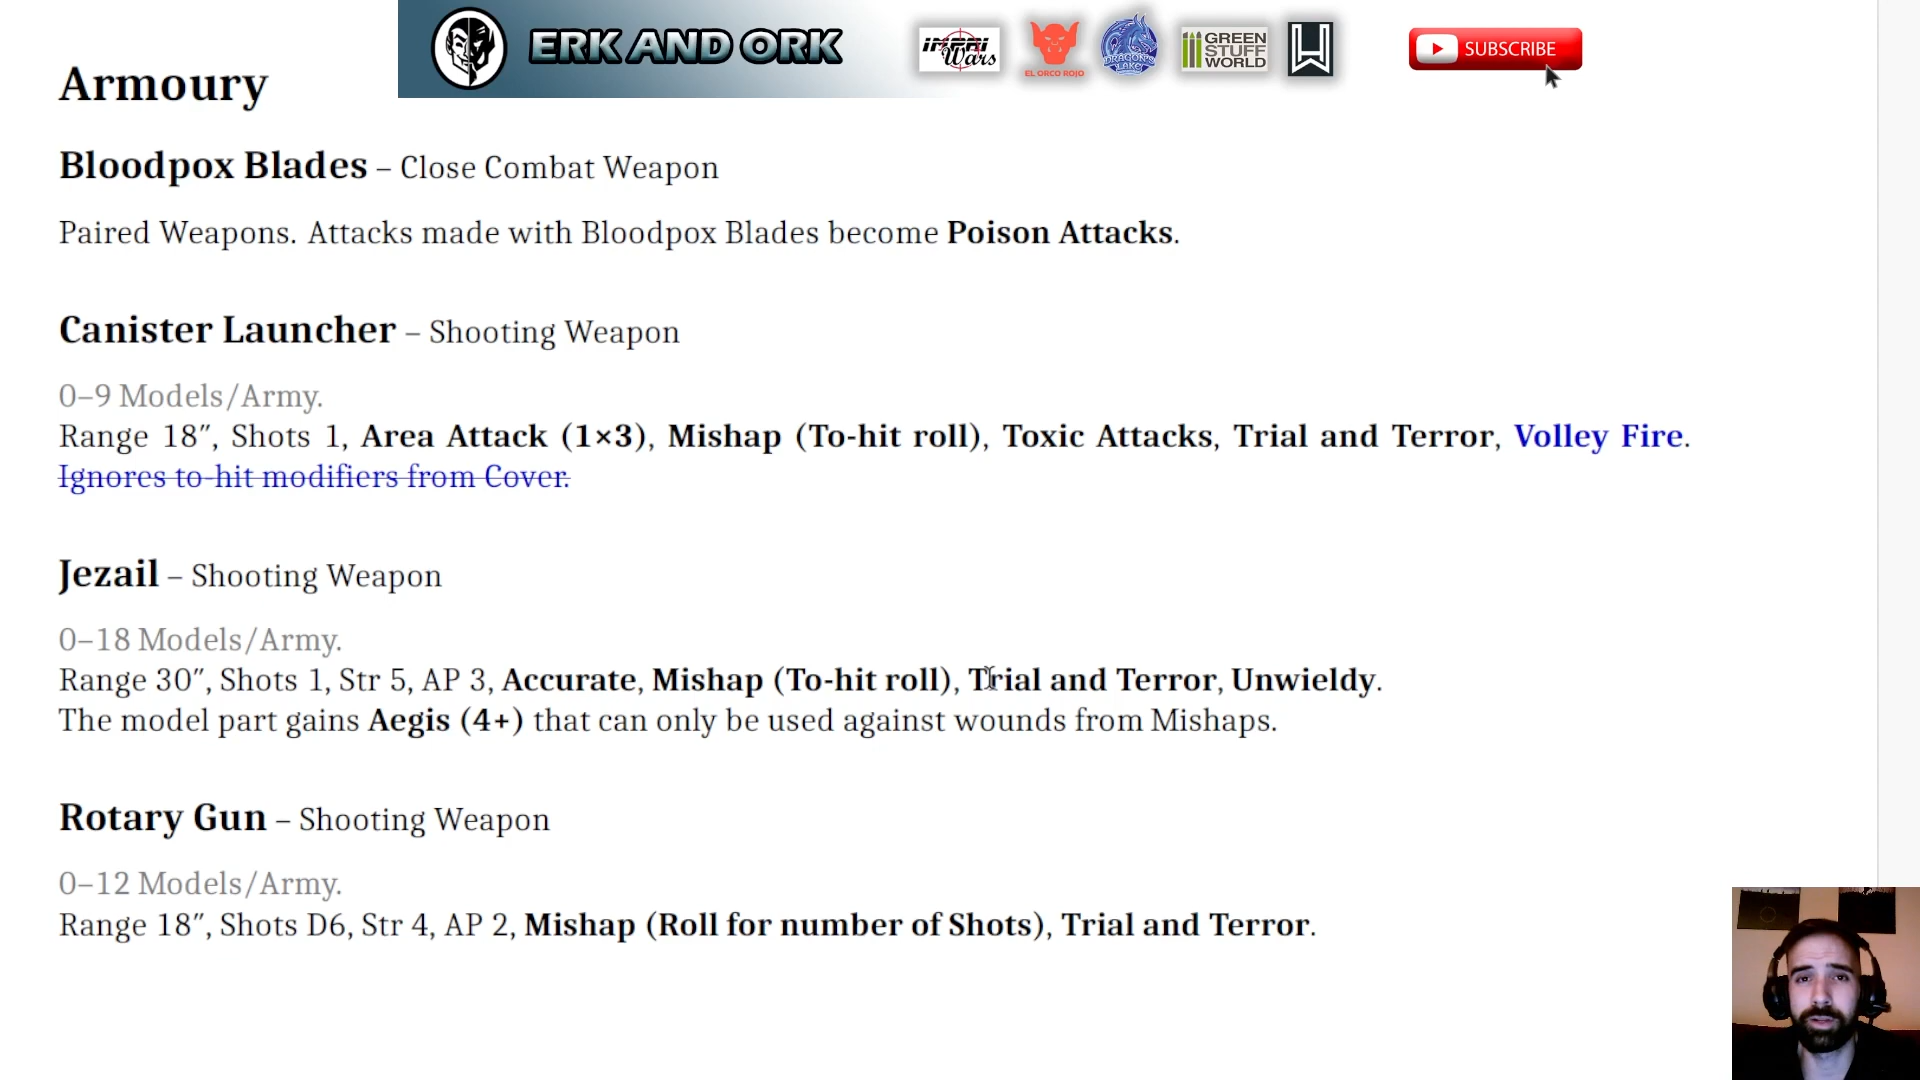 ERK AND ORK
IMPRI Wars
EL ORCO ROJO
DRAGON'S LAKE
GREEN STUFF WORLD
SUBSCRIBE
Armoury
Bloodpox Blades – Close Combat Weapon
Paired Weapons. Attacks made with Bloodpox Blades become Poison Attacks.
Canister Launcher – Shooting Weapon
0–9 Models/Army.
Range 18″, Shots 1, Area Attack (1×3), Mishap (To-hit roll), Toxic Attacks, Trial and Terror, Volley Fire.
Ignores to-hit modifiers from Cover.
Jezail – Shooting Weapon
0–18 Models/Army.
Range 30″, Shots 1, Str 5, AP 3, Accurate, Mishap (To-hit roll), Trial and Terror, Unwieldy.
The model part gains Aegis (4+) that can only be used against wounds from Mishaps.
Rotary Gun – Shooting Weapon
0–12 Models/Army.
Range 18″, Shots D6, Str 4, AP 2, Mishap (Roll for number of Shots), Trial and Terror.